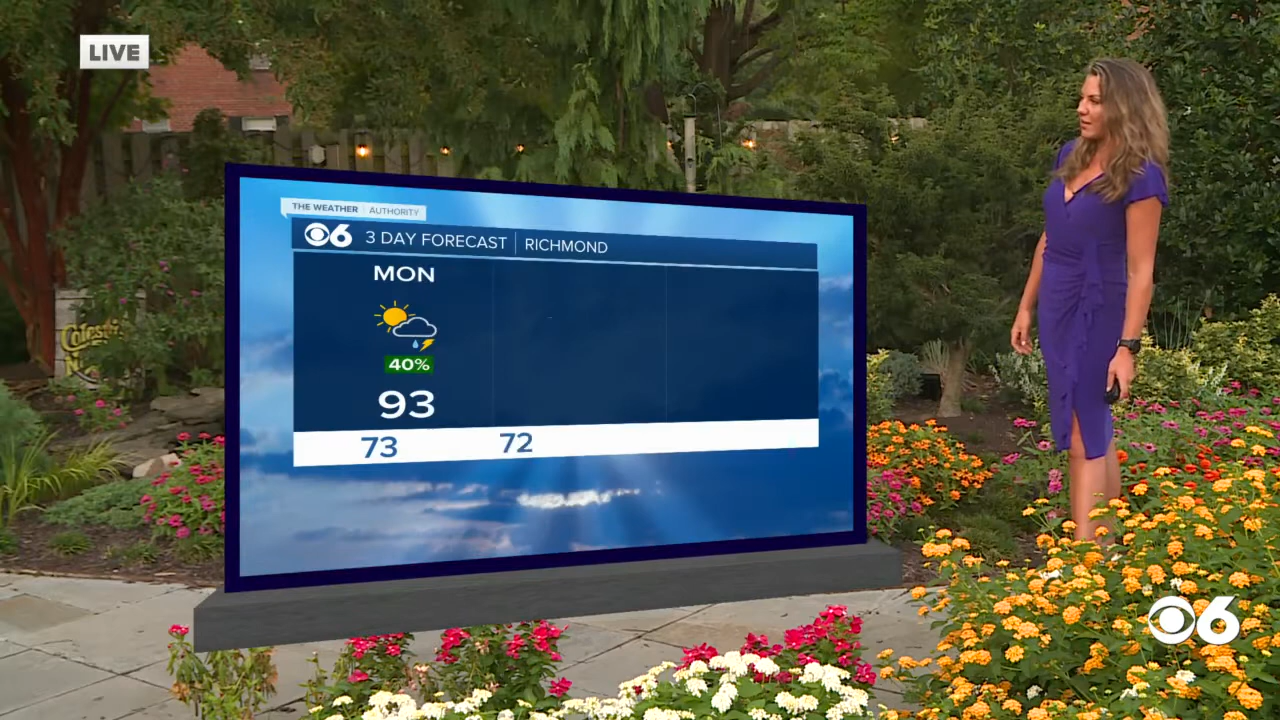 LIVE
THE WEATHER AUTHORITY
6 3 DAY FORECAST RICHMOND
MON
40%
93
73 72
6